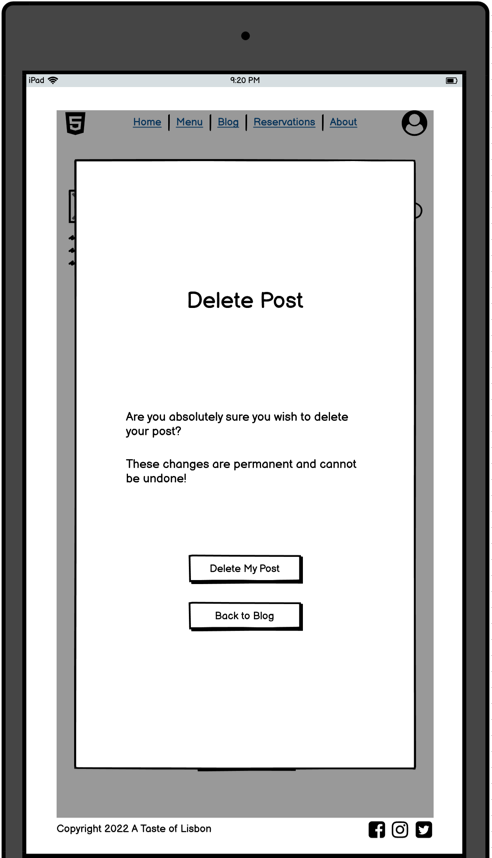 iPad 9:20 PM
5 Home Menu Blog Reservations About
Delete Post
Are you absolutely sure you wish to delete
your post?
These changes are permanent and cannot
be undone!
Delete My Post
Back to Blog
Copyright 2022 A Taste of Lisbon